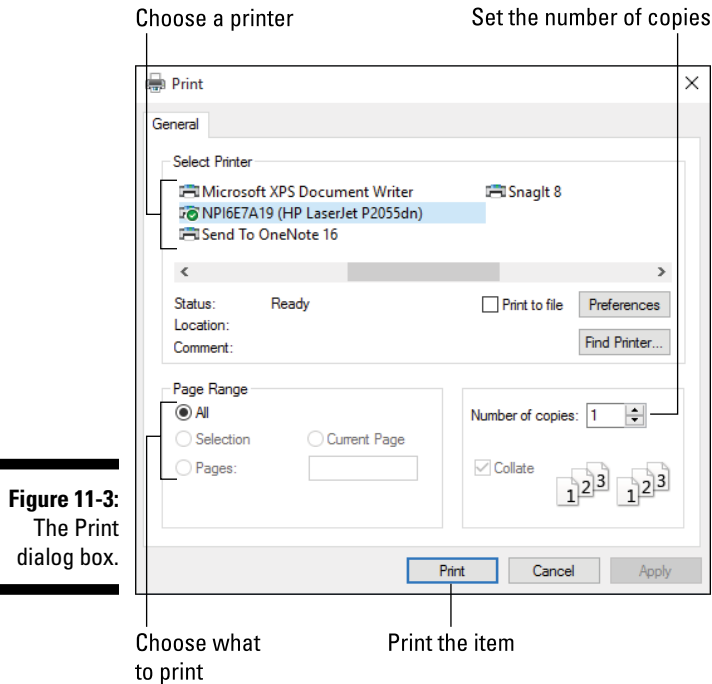 Choose a printer
Set the number of copies
Print
General
Select Printer
Microsoft XPS Document Writer
SnagIt 8
NPI6E7A19 (HP LaserJet P2055dn)
Send To OneNote 16
Status: Ready
Print to file
Preferences
Location:
Comment:
Find Printer...
Page Range
All
Selection
Current Page
Pages:
Number of copies: 1
Collate
1 2 3 1 2 3
Print
Cancel
Apply
Figure 11-3:
The Print
dialog box.
Choose what
to print
Print the item